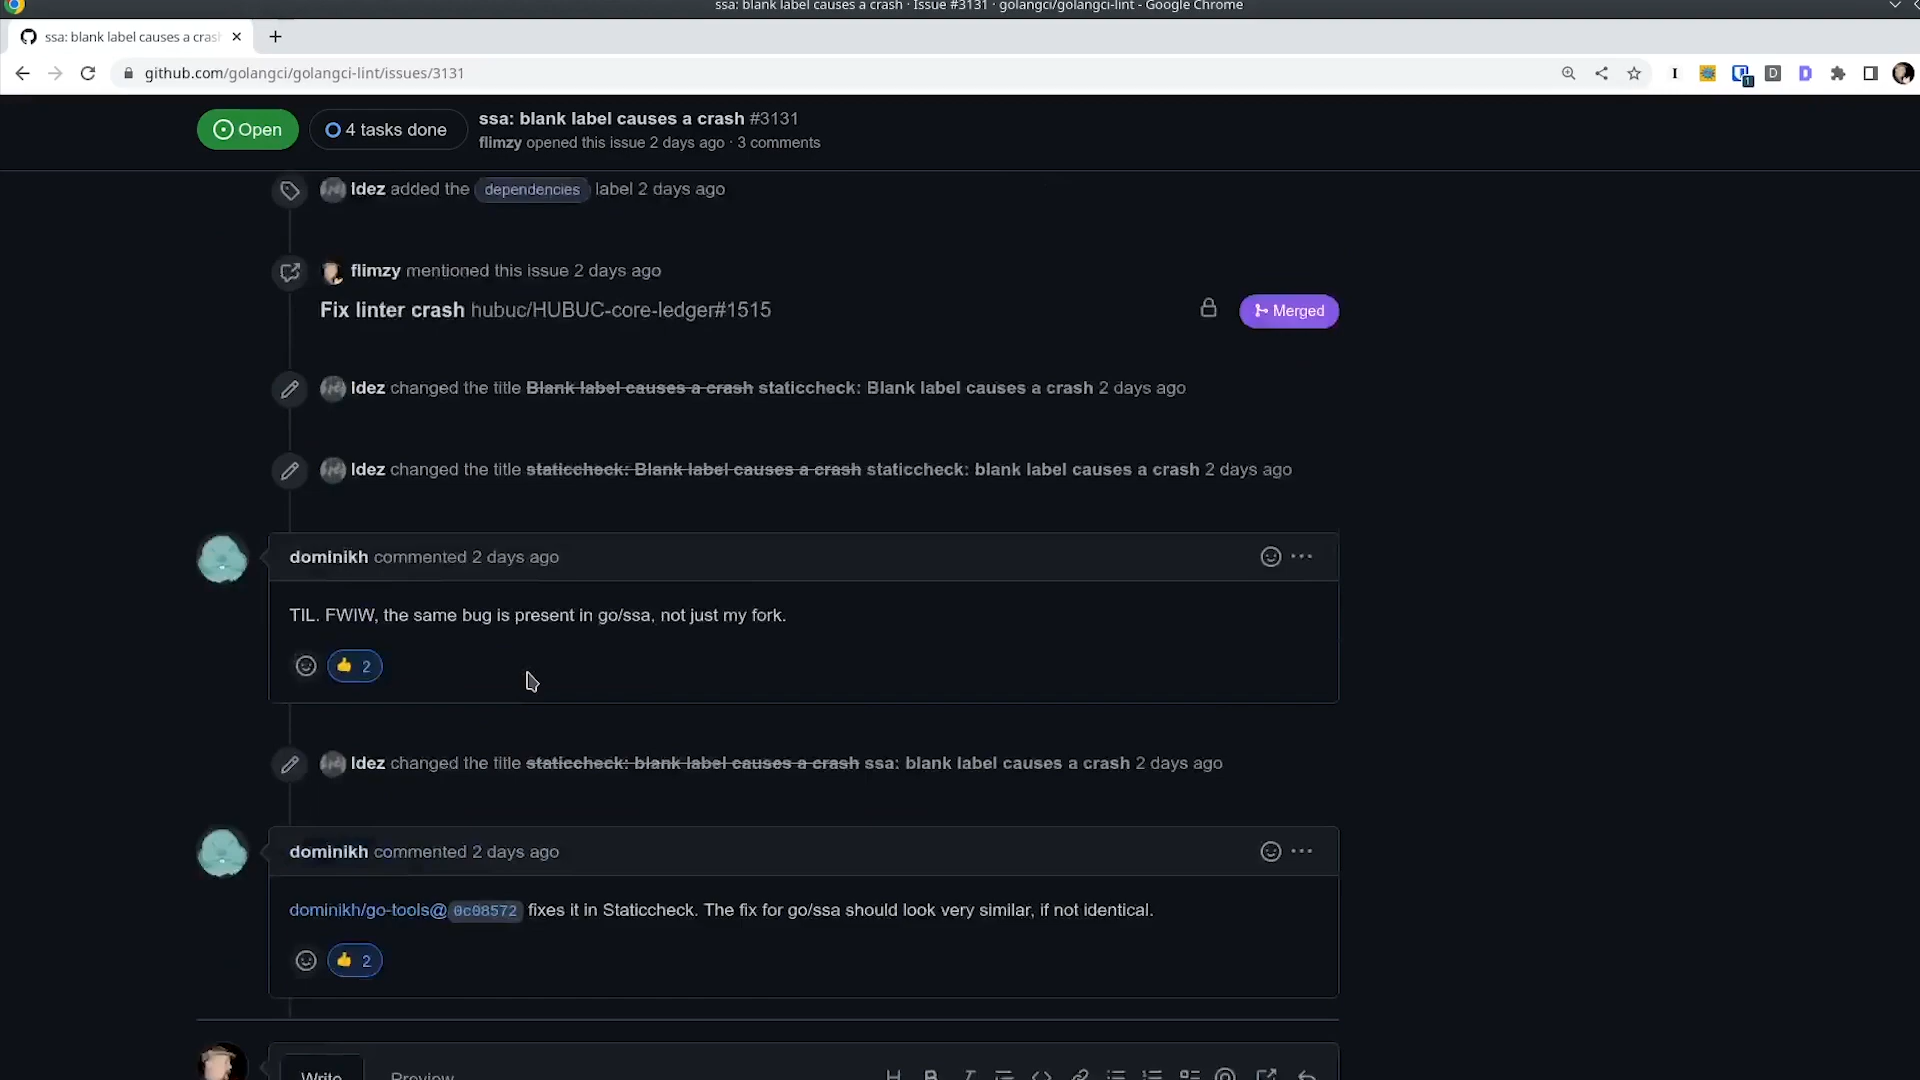 ssa: blank label causes a crash · Issue #3131 · golangci/golangci-lint - Google Chrome
ssa: blank label causes a cras
github.com/golangci/golangci-lint/issues/3131
Open
4 tasks done
ssa: blank label causes a crash #3131
flimzy opened this issue 2 days ago · 3 comments
ldez added the dependencies label 2 days ago
flimzy mentioned this issue 2 days ago
Fix linter crash hubuc/HUBUC-core-ledger#1515
Merged
ldez changed the title Blank label causes a crash staticcheck: Blank label causes a crash 2 days ago
ldez changed the title staticcheck: Blank label causes a crash staticcheck: blank label causes a crash 2 days ago
dominikh commented 2 days ago
TIL. FWIW, the same bug is present in go/ssa, not just my fork.
2
ldez changed the title staticcheck: blank label causes a crash ssa: blank label causes a crash 2 days ago
dominikh commented 2 days ago
dominikh/go-tools@0c08572 fixes it in Staticcheck. The fix for go/ssa should look very similar, if not identical.
2
Write Preview